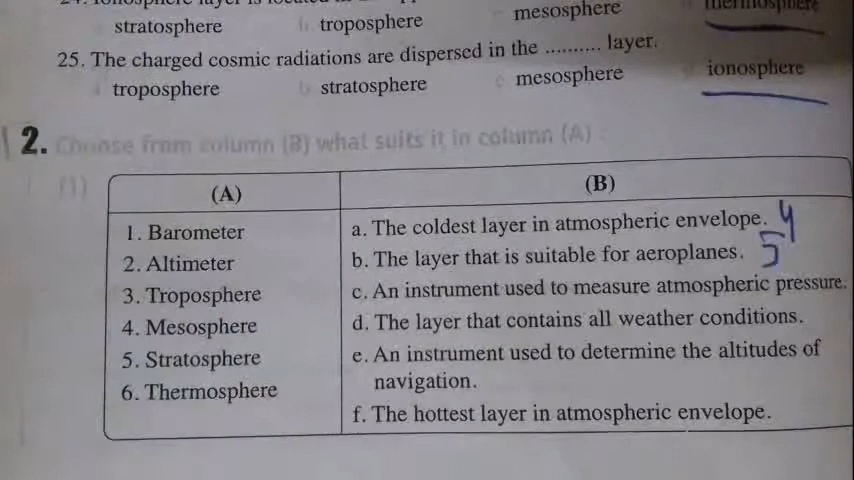 stratosphere troposphere mesosphere thermosphere
25. The charged cosmic radiations are dispersed in the .......... layer.
troposphere b stratosphere c mesosphere ionosphere
2. Choose from column (B) what suits it in column (A) :
(1)
(A) (B)
1. Barometer a. The coldest layer in atmospheric envelope. 4
2. Altimeter b. The layer that is suitable for aeroplanes. 5
3. Troposphere c. An instrument used to measure atmospheric pressure.
4. Mesosphere d. The layer that contains all weather conditions.
5. Stratosphere e. An instrument used to determine the altitudes of
navigation.
6. Thermosphere
f. The hottest layer in atmospheric envelope.